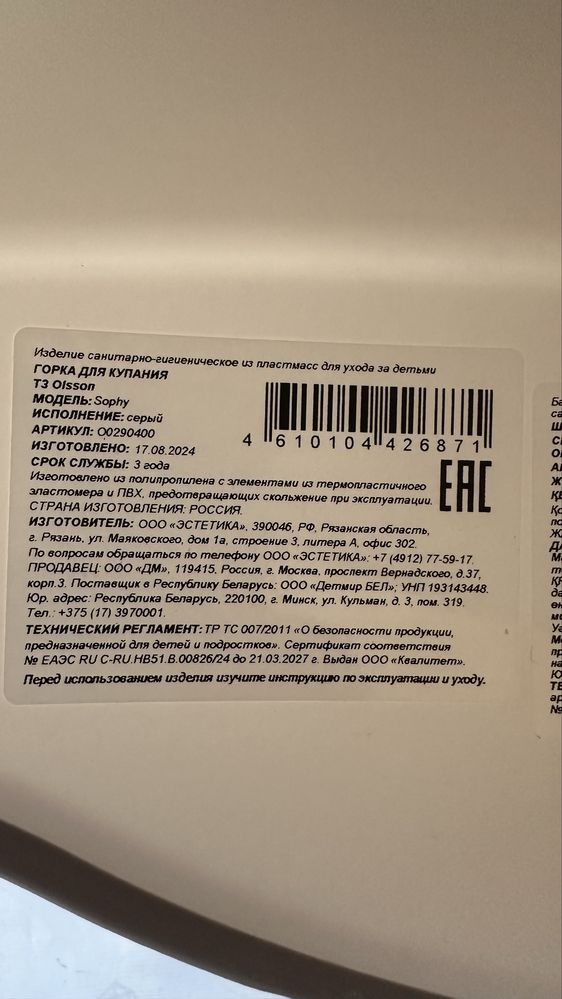 Изделие санитарно-гигиеническое из пластмасс для ухода за детьми
ГОРКА ДЛЯ КУПАНИЯ
ТЗ Olsson
МОДЕЛЬ: Sophy
ИСПОЛНЕНИЕ: серый
АРТИКУЛ: O0290400
ИЗГОТОВЛЕНО: 17.08.2024
СРОК СЛУЖБЫ: 3 года
4 610104 426871
EAC
Изготовлено из полипропилена с элементами из термопластичного
эластомера и ПВХ, предотвращающих скольжение при эксплуатации.
СТРАНА ИЗГОТОВЛЕНИЯ: РОССИЯ.
ИЗГОТОВИТЕЛЬ: ООО «ЭСТЕТИКА», 390046, РФ, Рязанская область,
г. Рязань, ул. Маяковского, дом 1а, строение 3, литера А, офис 302.
По вопросам обращаться по телефону ООО «ЭСТЕТИКА»: +7 (4912) 77-59-17.
ПРОДАВЕЦ: ООО «ДМ», 119415. Россия, г. Москва, проспект Вернадского, д.37,
корп.3. Поставщик в Республику Беларусь: ООО «Детмир БЕЛ»; УНП 193143448.
Юр. адрес: Республика Беларусь, 220100, г. Минск, ул. Кульман, д. 3, пом. 319.
Тел.: +375 (17) 3970001.
ТЕХНИЧЕСКИЙ РЕГЛАМЕНТ: ТР ТС 007/2011 «О безопасности продукции,
предназначенной для детей и подростков». Сертификат соответствия
№ ЕАЭС RU C-RU.НВ51.В.00826/24 до 21.03.2027 г. Выдан ООО «Квалитет».
Перед использованием изделия изучите инструкцию по эксплуатации и уходу.